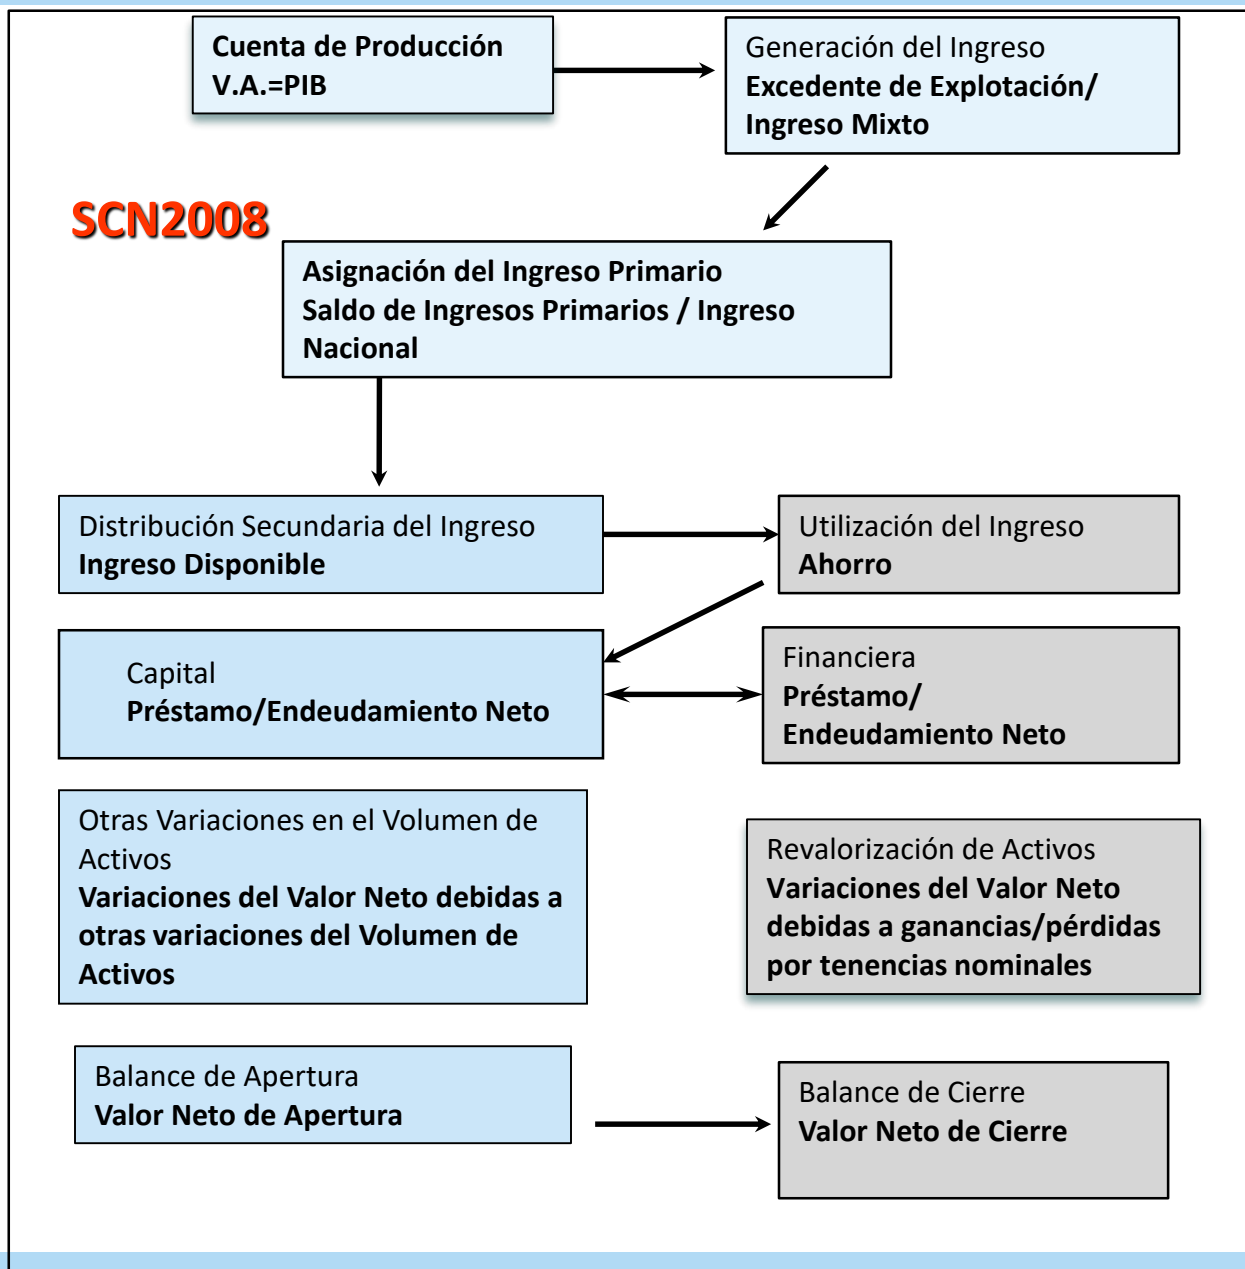 Cuenta de Producción
V.A.=PIB
Generación del Ingreso
Excedente de Explotación/
Ingreso Mixto
SCN2008
Asignación del Ingreso Primario
Saldo de Ingresos Primarios / Ingreso
Nacional
Distribución Secundaria del Ingreso
Ingreso Disponible
Utilización del Ingreso
Ahorro
Capital
Préstamo/Endeudamiento Neto
Financiera
Préstamo/
Endeudamiento Neto
Otras Variaciones en el Volumen de
Activos
Variaciones del Valor Neto debidas a
otras variaciones del Volumen de
Activos
Revalorización de Activos
Variaciones del Valor Neto
debidas a ganancias/pérdidas
por tenencias nominales
Balance de Apertura
Valor Neto de Apertura
Balance de Cierre
Valor Neto de Cierre